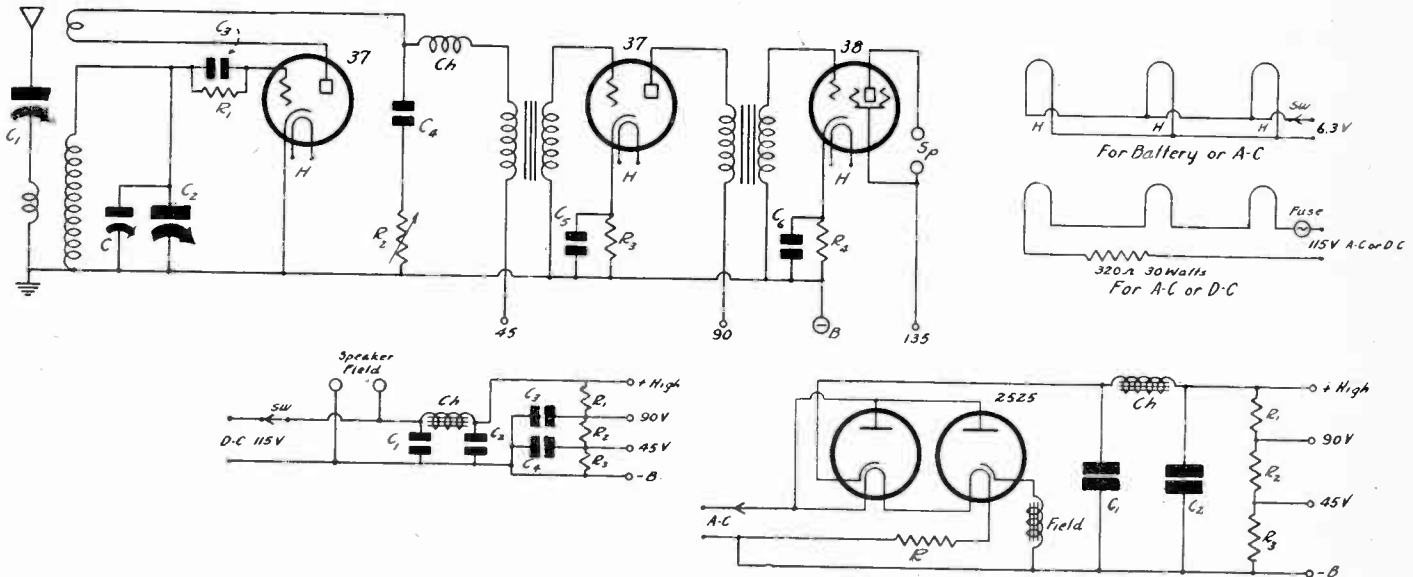 C3
37
37
38
Ch
R1
C1
C4
H
H
H
Sp
C2
C
R2
C5
R3
C6
R4
45
90
B
135
H
H
H
SW
6.3V
For Battery or A-C
Fuse
115V A-C or D-C
320Ω 30 Watts
For A-C or D-C
Speaker
Field
SW
Ch
D-C 115V
C1
C2
C3
C4
R1
R2
R3
+ High
90V
45V
-B
2525
Ch
A-C
R
Field
C1
C2
R1
R2
R3
+ High
90V
45V
-B